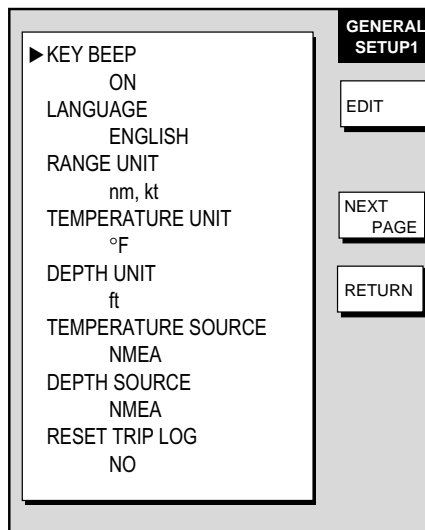 GENERAL
SETUP1
▶KEY BEEP
ON
LANGUAGE
ENGLISH
RANGE UNIT
nm, kt
TEMPERATURE UNIT
°F
DEPTH UNIT
ft
TEMPERATURE SOURCE
NMEA
DEPTH SOURCE
NMEA
RESET TRIP LOG
NO
EDIT
NEXT
PAGE
RETURN